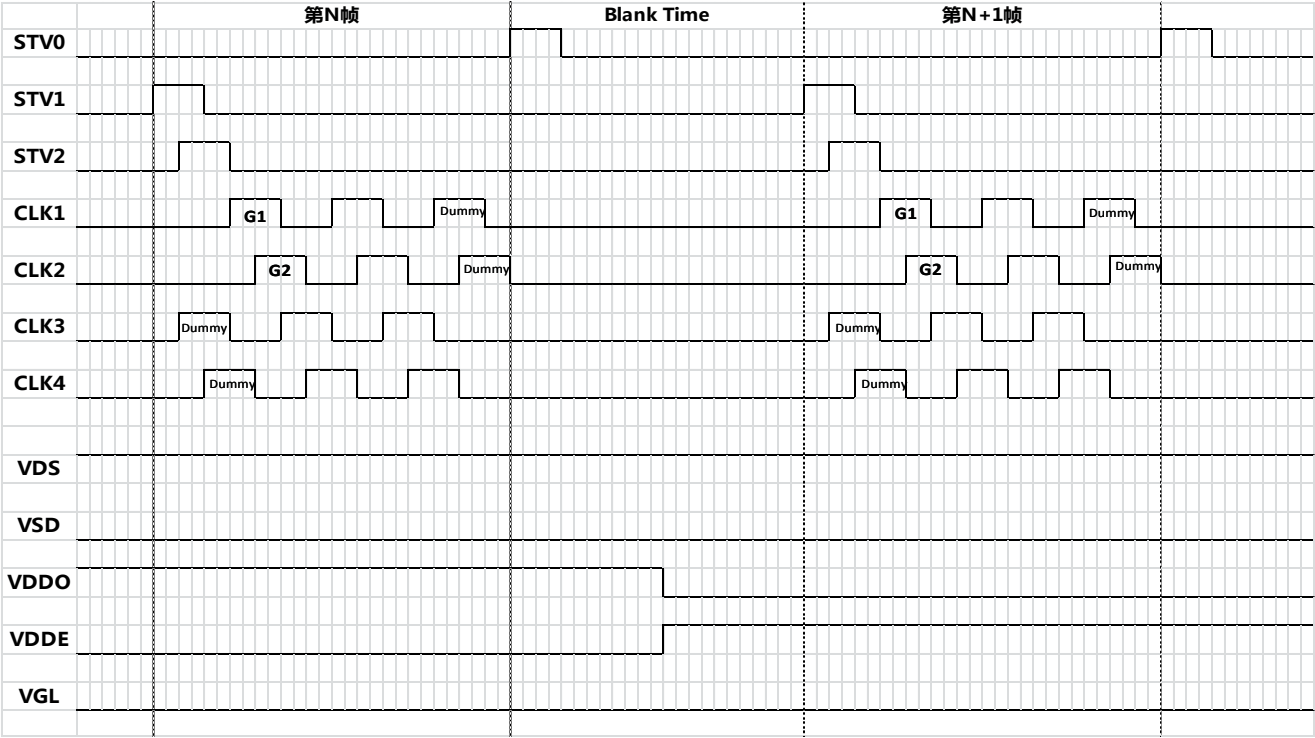 第N帧 Blank Time 第N+1帧
STV0
STV1
STV2
CLK1 G1 Dummy G1 Dummy
CLK2 G2 Dummy G2 Dummy
CLK3 Dummy Dummy
CLK4 Dummy Dummy
VDS
VSD
VDDO
VDDE
VGL